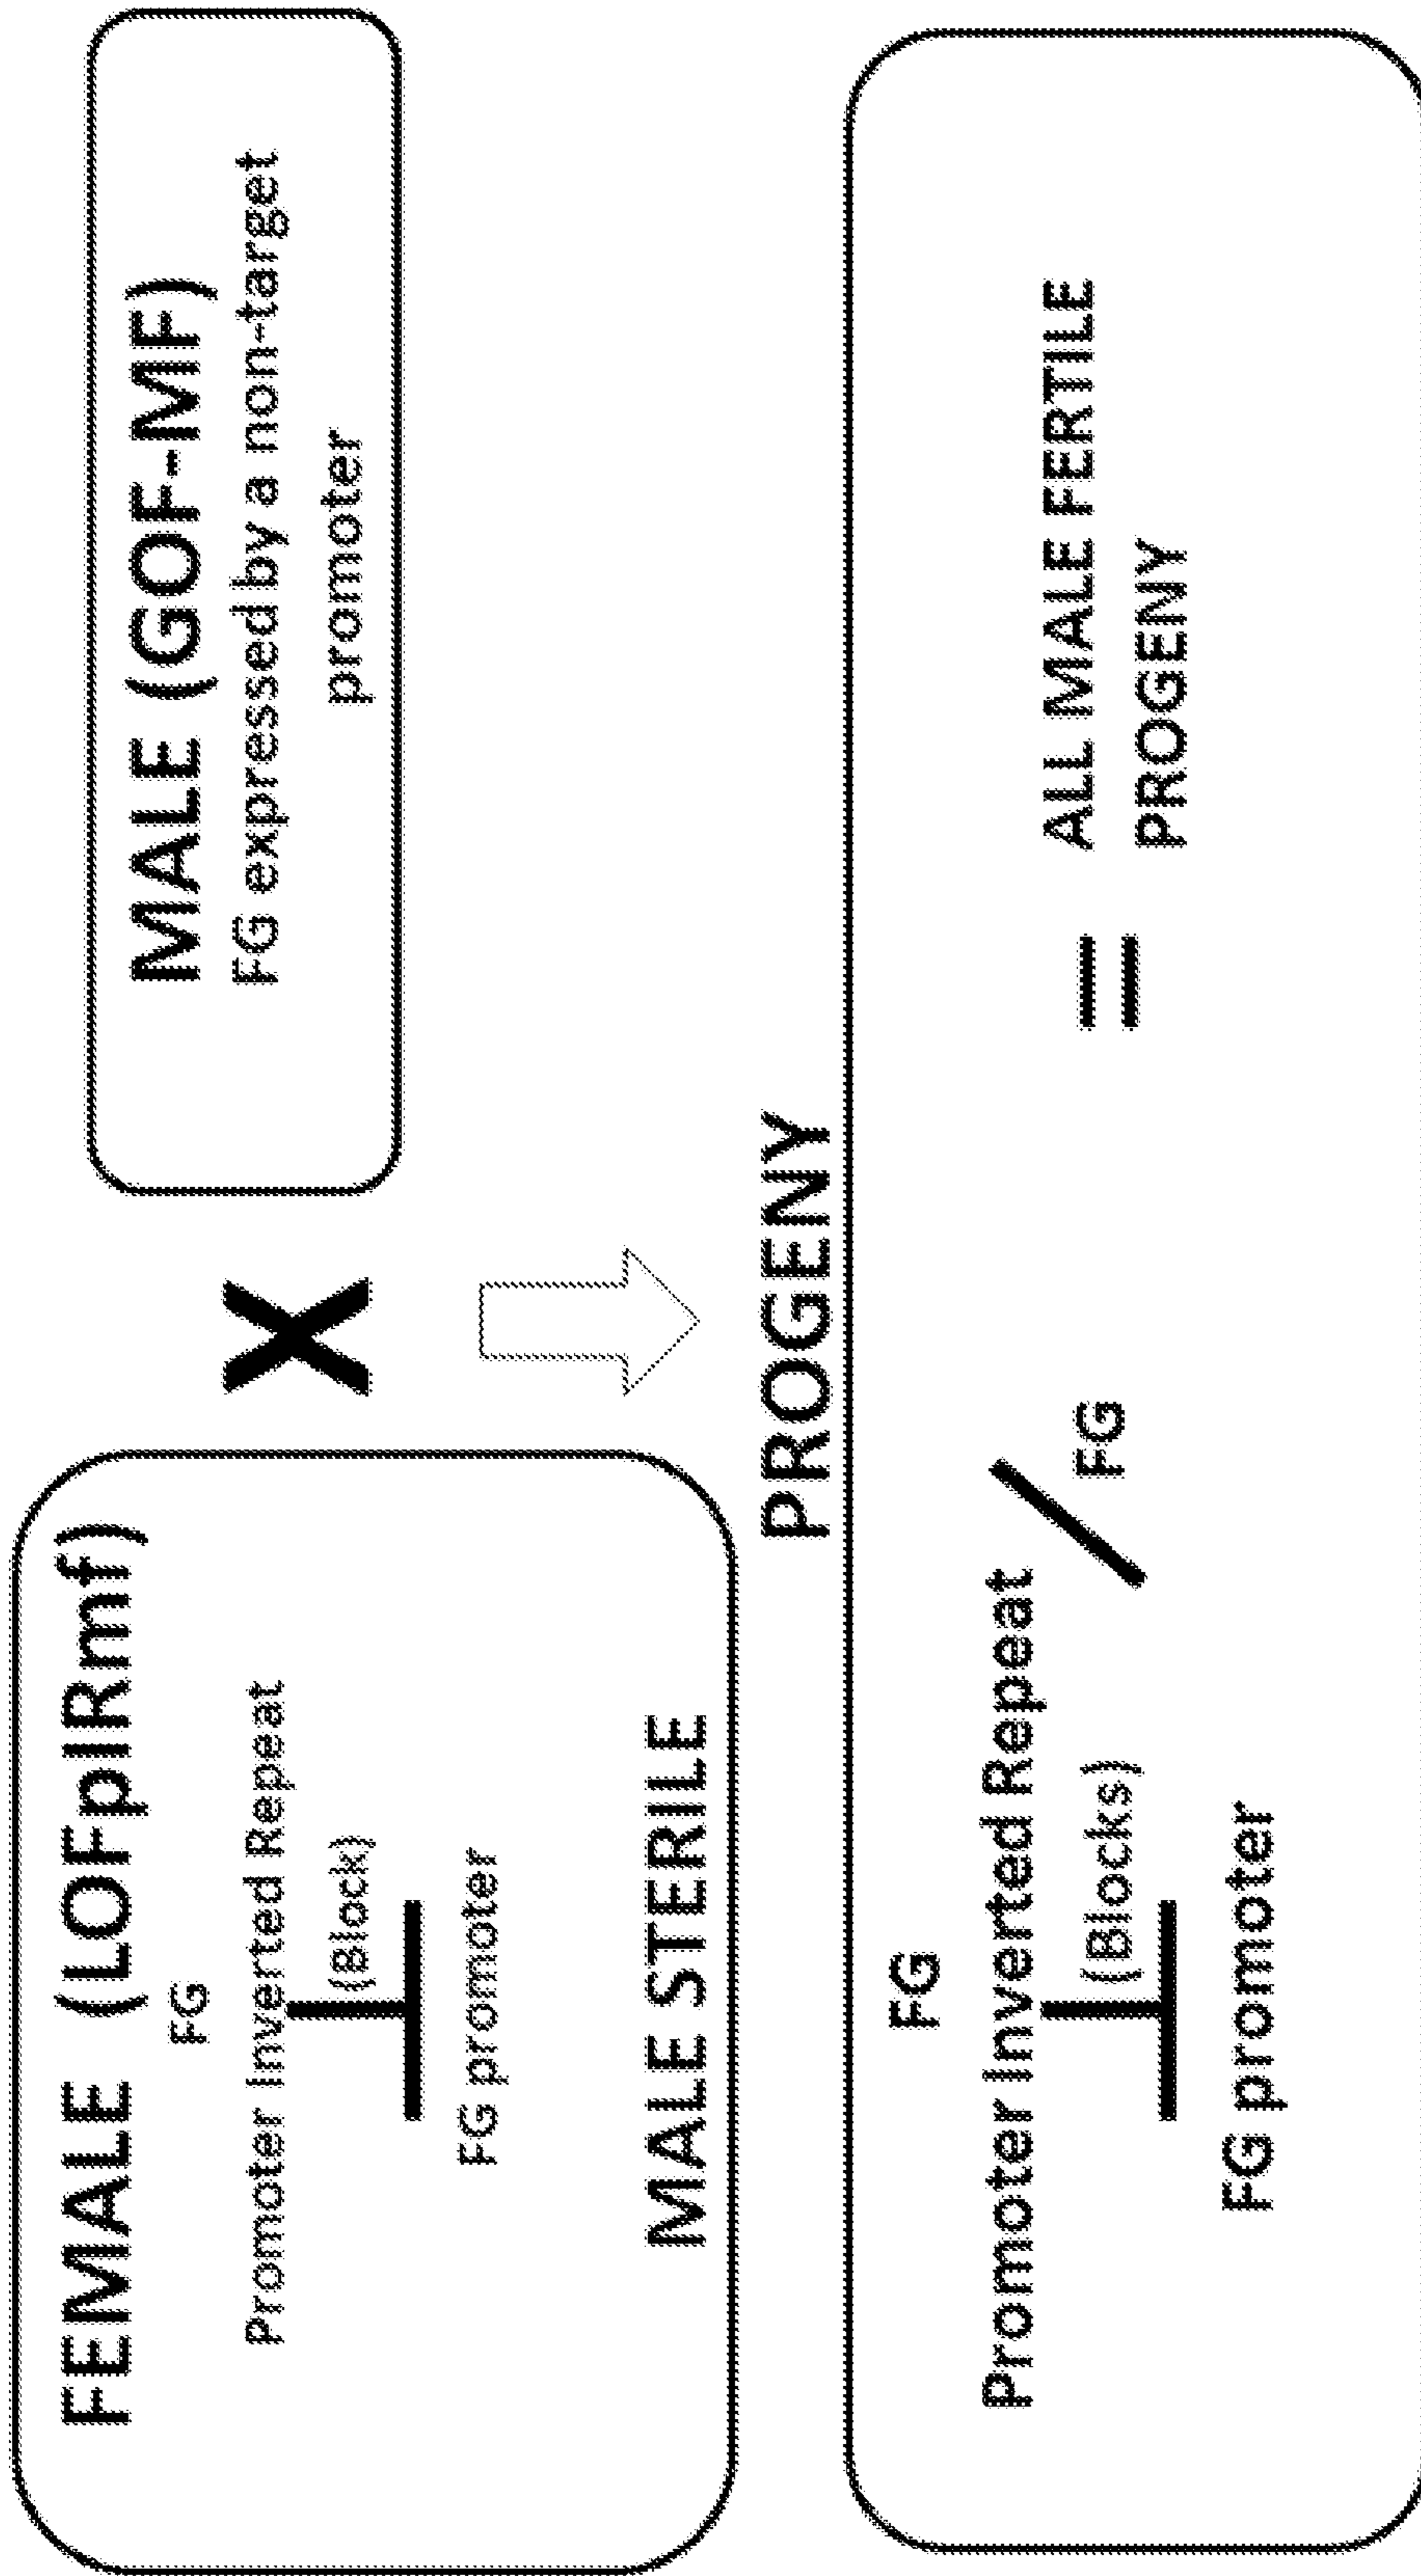 FEMALE (LOFpIRmf)
FG
Promoter Inverted Repeat
(Block)
FG promoter
MALE STERILE
X
MALE (GOF-MF)
FG expressed by a non-target
promoter
PROGENY
FG
Promoter Inverted Repeat
(Blocks)
FG promoter
/
FG
=
ALL MALE FERTILE
PROGENY